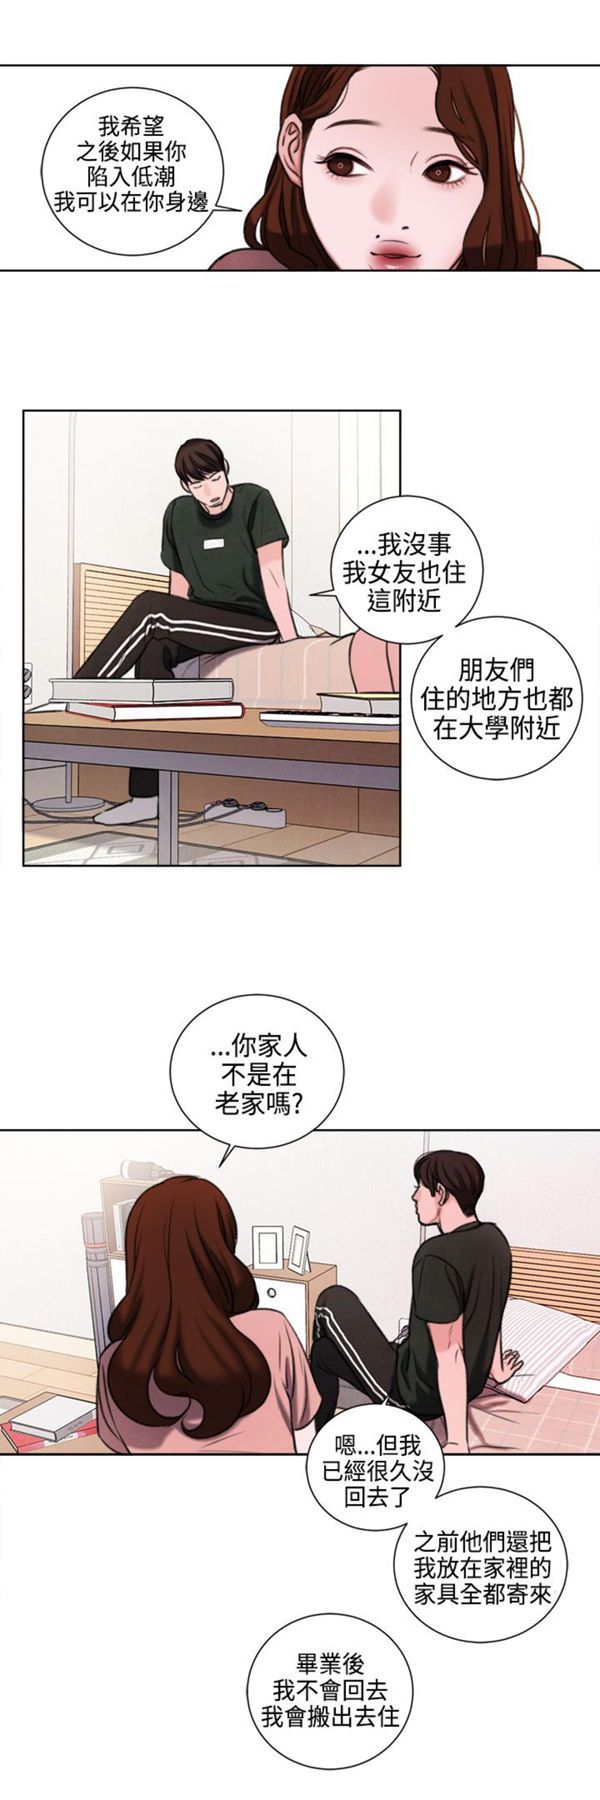 我希望
之後如果你
陷入低潮
我可以在你身邊
...我沒事
我女友也住
這附近
朋友們
住的地方也都
在大學附近
...你家人
不是在
老家嗎?
嗯...但我
已經很久沒
回去了
之前他們還把
我放在家裡的
家具全都寄來
畢業後
我不會回去
我會搬出去住